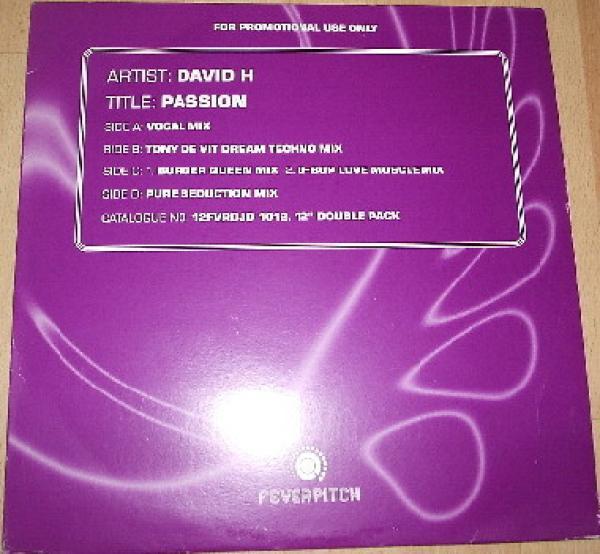 FOR PROMOTIONAL USE ONLY
ARTIST: DAVID H
TITLE: PASSION
SIDE A: VOCAL MIX
SIDE B: TONY DE VIT DREAM TECHNO MIX
SIDE C: 1. BURGER QUEEN MIX 2. LOVE MUSCLE MIX
SIDE D: PURE SEDUCTION MIX
CATALOGUE NO. 12FVRDJD 1018. 12" DOUBLE PACK
FEVERPITCH